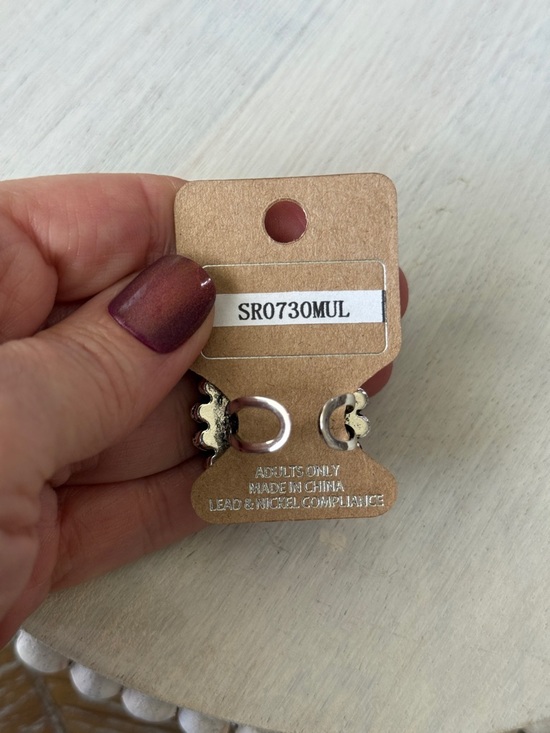 SR0730MUL
ADULTS ONLY
MADE IN CHINA
LEAD & NICKEL COMPLIANCE